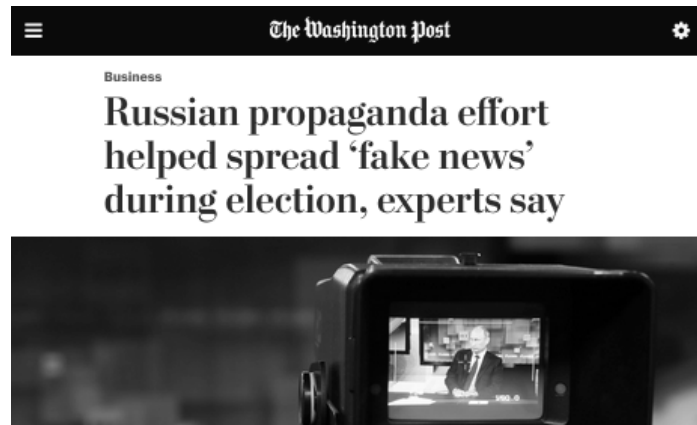 The Washington Post
Business
Russian propaganda effort
helped spread ‘fake news’
during election, experts say